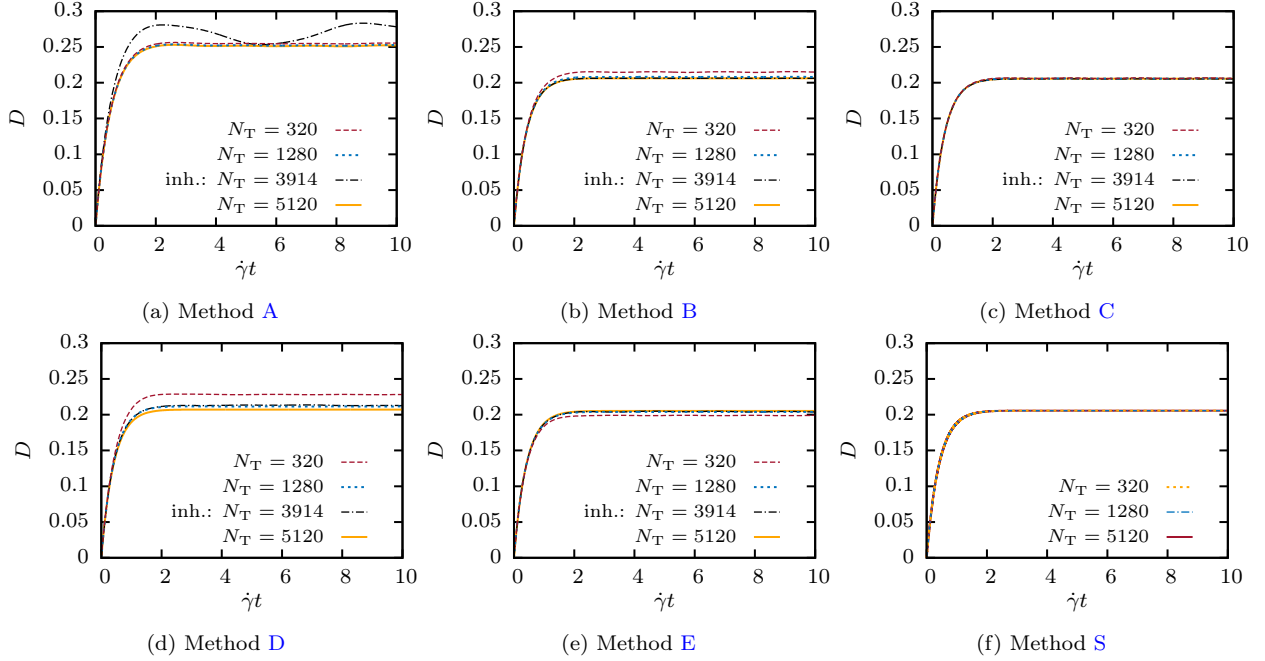 0.3
0.25
0.2
0.15
0.1
0.05
0
D
0 2 4 6 8 10
γ̇t
N_T = 320
N_T = 1280
inh.: N_T = 3914
N_T = 5120
(a) Method A
0.3
0.25
0.2
0.15
0.1
0.05
0
D
0 2 4 6 8 10
γ̇t
N_T = 320
N_T = 1280
inh.: N_T = 3914
N_T = 5120
(b) Method B
0.3
0.25
0.2
0.15
0.1
0.05
0
D
0 2 4 6 8 10
γ̇t
N_T = 320
N_T = 1280
inh.: N_T = 3914
N_T = 5120
(c) Method C
0.3
0.25
0.2
0.15
0.1
0.05
0
D
0 2 4 6 8 10
γ̇t
N_T = 320
N_T = 1280
inh.: N_T = 3914
N_T = 5120
(d) Method D
0.3
0.25
0.2
0.15
0.1
0.05
0
D
0 2 4 6 8 10
γ̇t
N_T = 320
N_T = 1280
inh.: N_T = 3914
N_T = 5120
(e) Method E
0.3
0.25
0.2
0.15
0.1
0.05
0
D
0 2 4 6 8 10
γ̇t
N_T = 320
N_T = 1280
N_T = 5120
(f) Method S